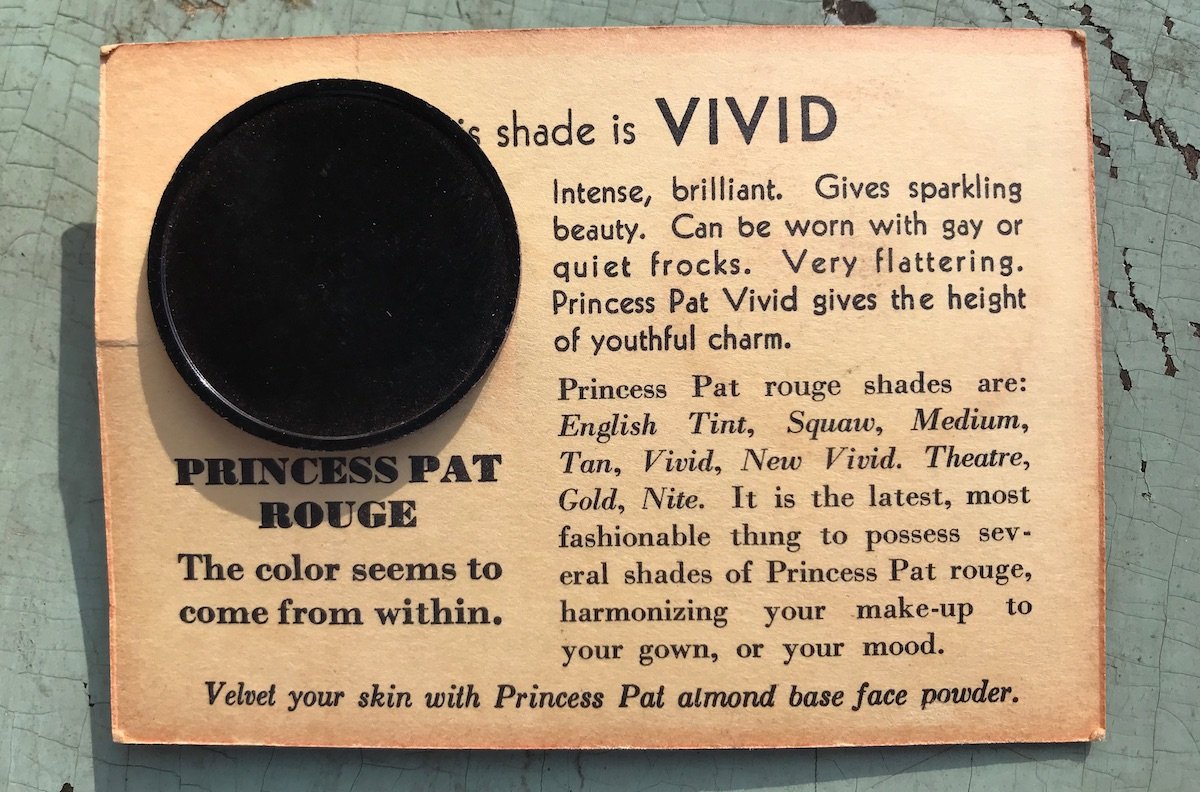 is shade is VIVID
Intense, brilliant. Gives sparkling
beauty. Can be worn with gay or
quiet frocks. Very flattering.
Princess Pat Vivid gives the height
of youthful charm.
Princess Pat rouge shades are:
English Tint, Squaw, Medium,
Tan, Vivid, New Vivid. Theatre,
Gold, Nite. It is the latest, most
fashionable thing to possess sev-
eral shades of Princess Pat rouge,
harmonizing your make-up to
your gown, or your mood.
PRINCESS PAT
ROUGE
The color seems to
come from within.
Velvet your skin with Princess Pat almond base face powder.